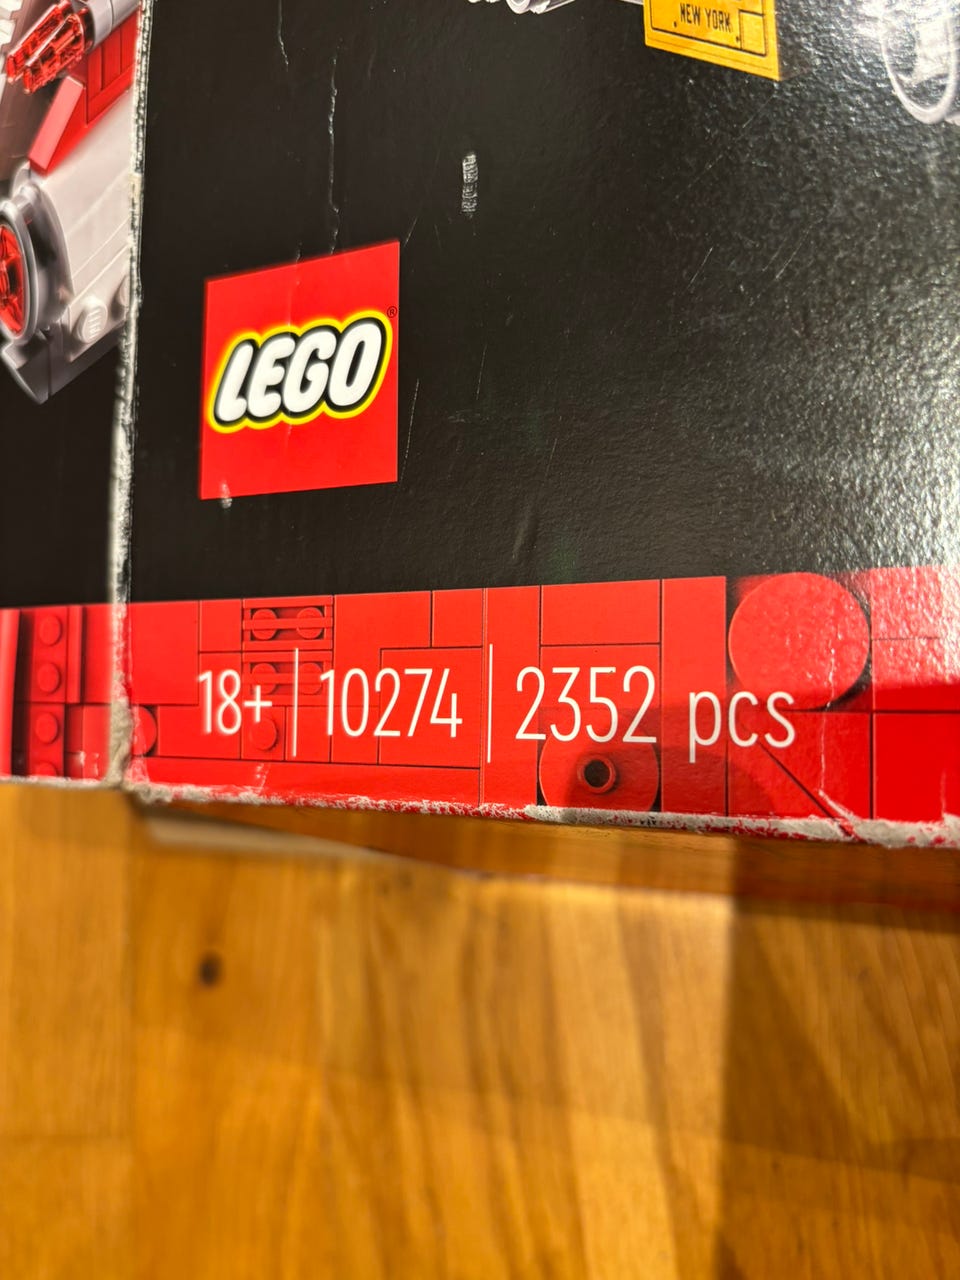 NEW YORK
LEGO®
18+ | 10274 | 2352 pcs